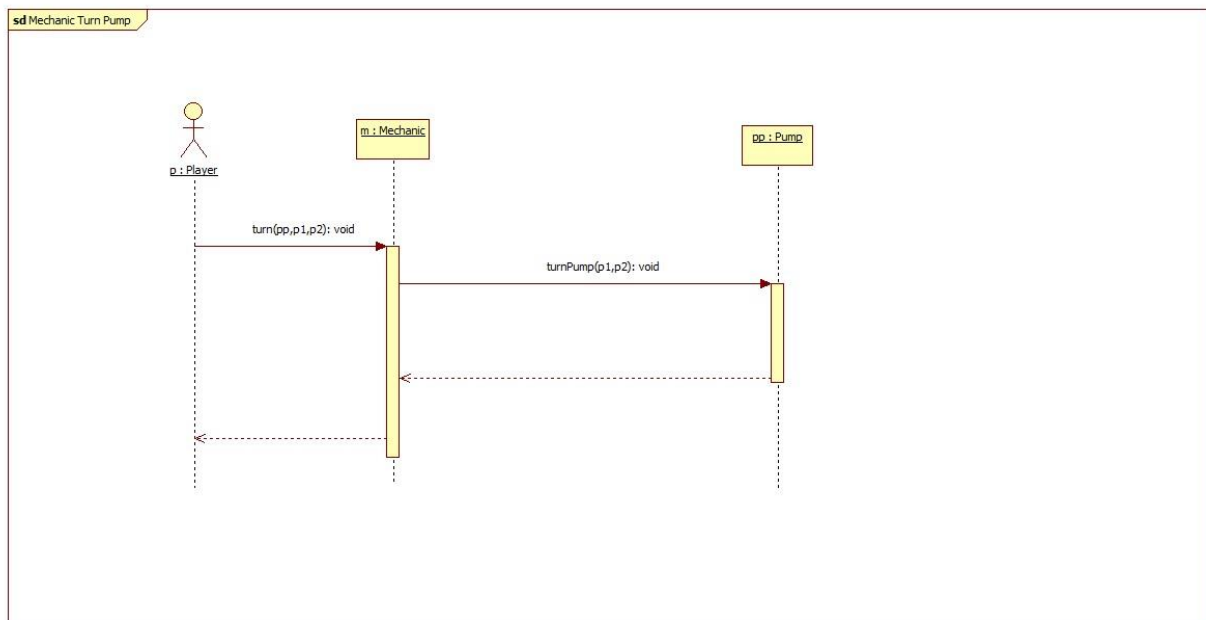 sd Mechanic Turn Pump
m : Mechanic
pp : Pump
p : Player
turn(pp,p1,p2): void
turnPump(p1,p2): void